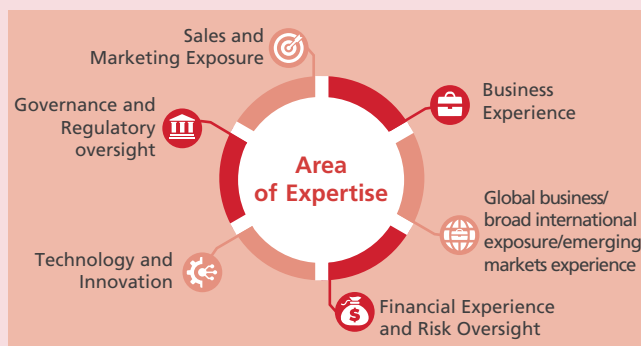 Sales and
Marketing Exposure
Business
Experience
Governance and
Regulatory
oversight
Area
of Expertise
Global business/
broad international
exposure/emerging
markets experience
Technology and
Innovation
Financial Experience
and Risk Oversight
$